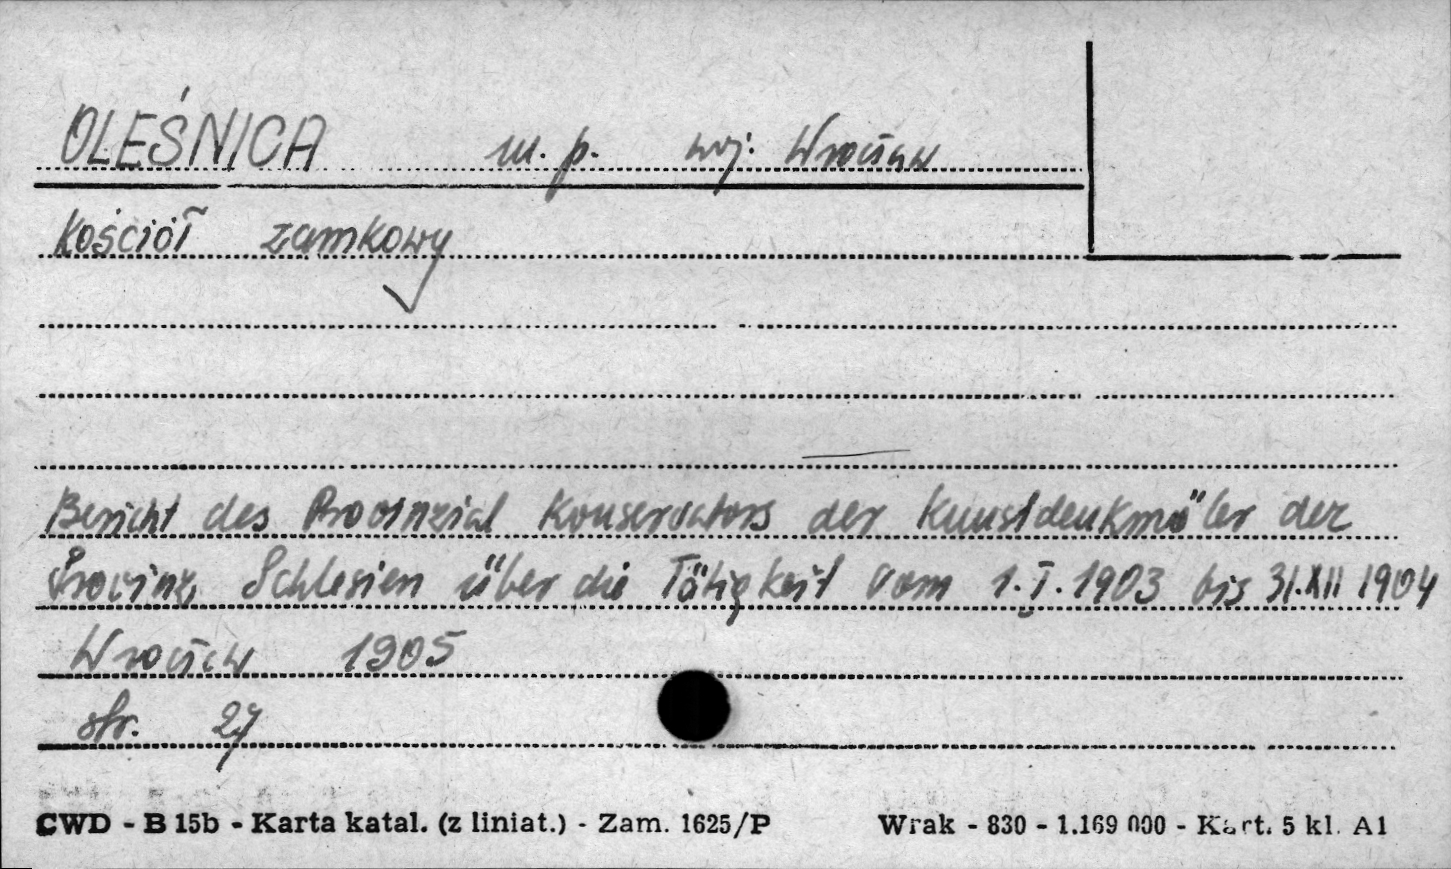 OLEŚNICA m. p. woj: Wrocław
Kościół zamkowy
Bericht des Provinzial Konservators der Kunstdenkmäler der
Provinz Schlesien über die Tätigkeit vom 1.I.1903 bis 31.XII 1904
Wrocław 1905
str. 27
CWD - B 15b - Karta katal. (z liniat.) - Zam. 1625/P Wrak - 830 - 1.169 000 - Kart. 5 kl. A1